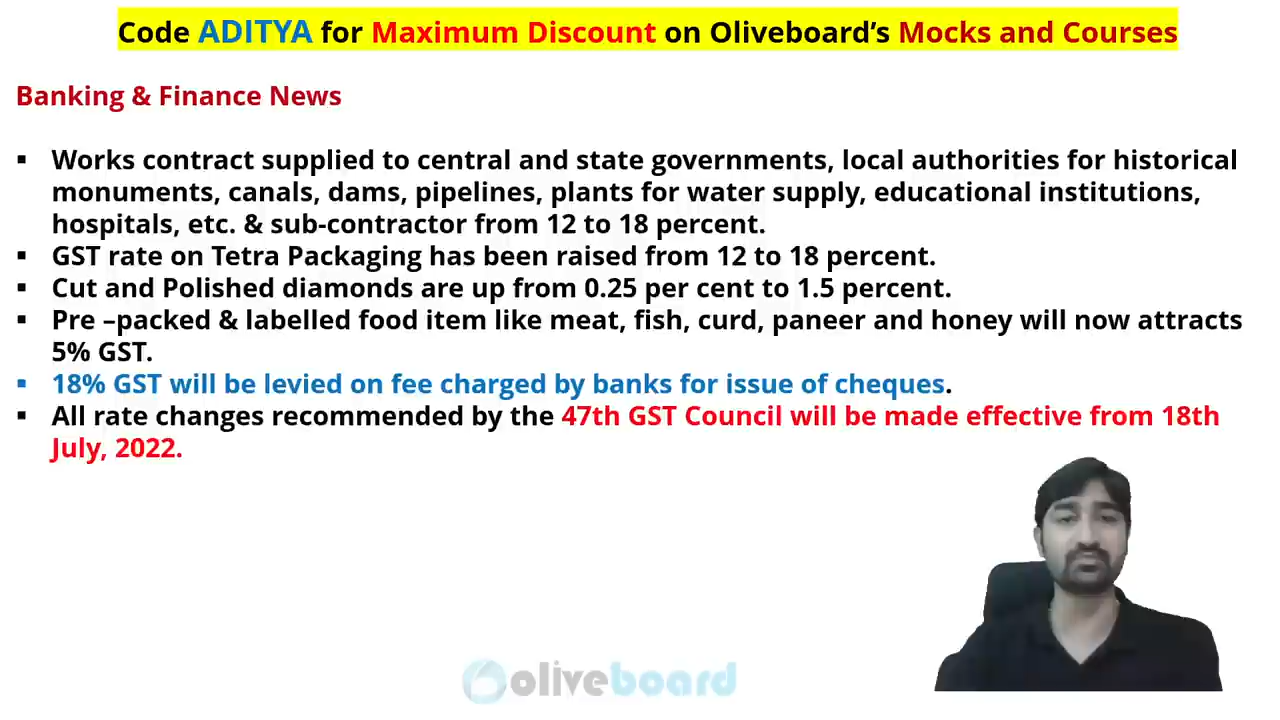 Code ADITYA for Maximum Discount on Oliveboard’s Mocks and Courses
Banking & Finance News
▪ Works contract supplied to central and state governments, local authorities for historical
monuments, canals, dams, pipelines, plants for water supply, educational institutions,
hospitals, etc. & sub-contractor from 12 to 18 percent.
▪ GST rate on Tetra Packaging has been raised from 12 to 18 percent.
▪ Cut and Polished diamonds are up from 0.25 per cent to 1.5 percent.
▪ Pre –packed & labelled food item like meat, fish, curd, paneer and honey will now attracts
5% GST.
▪ 18% GST will be levied on fee charged by banks for issue of cheques.
▪ All rate changes recommended by the 47th GST Council will be made effective from 18th
July, 2022.
oliveboard